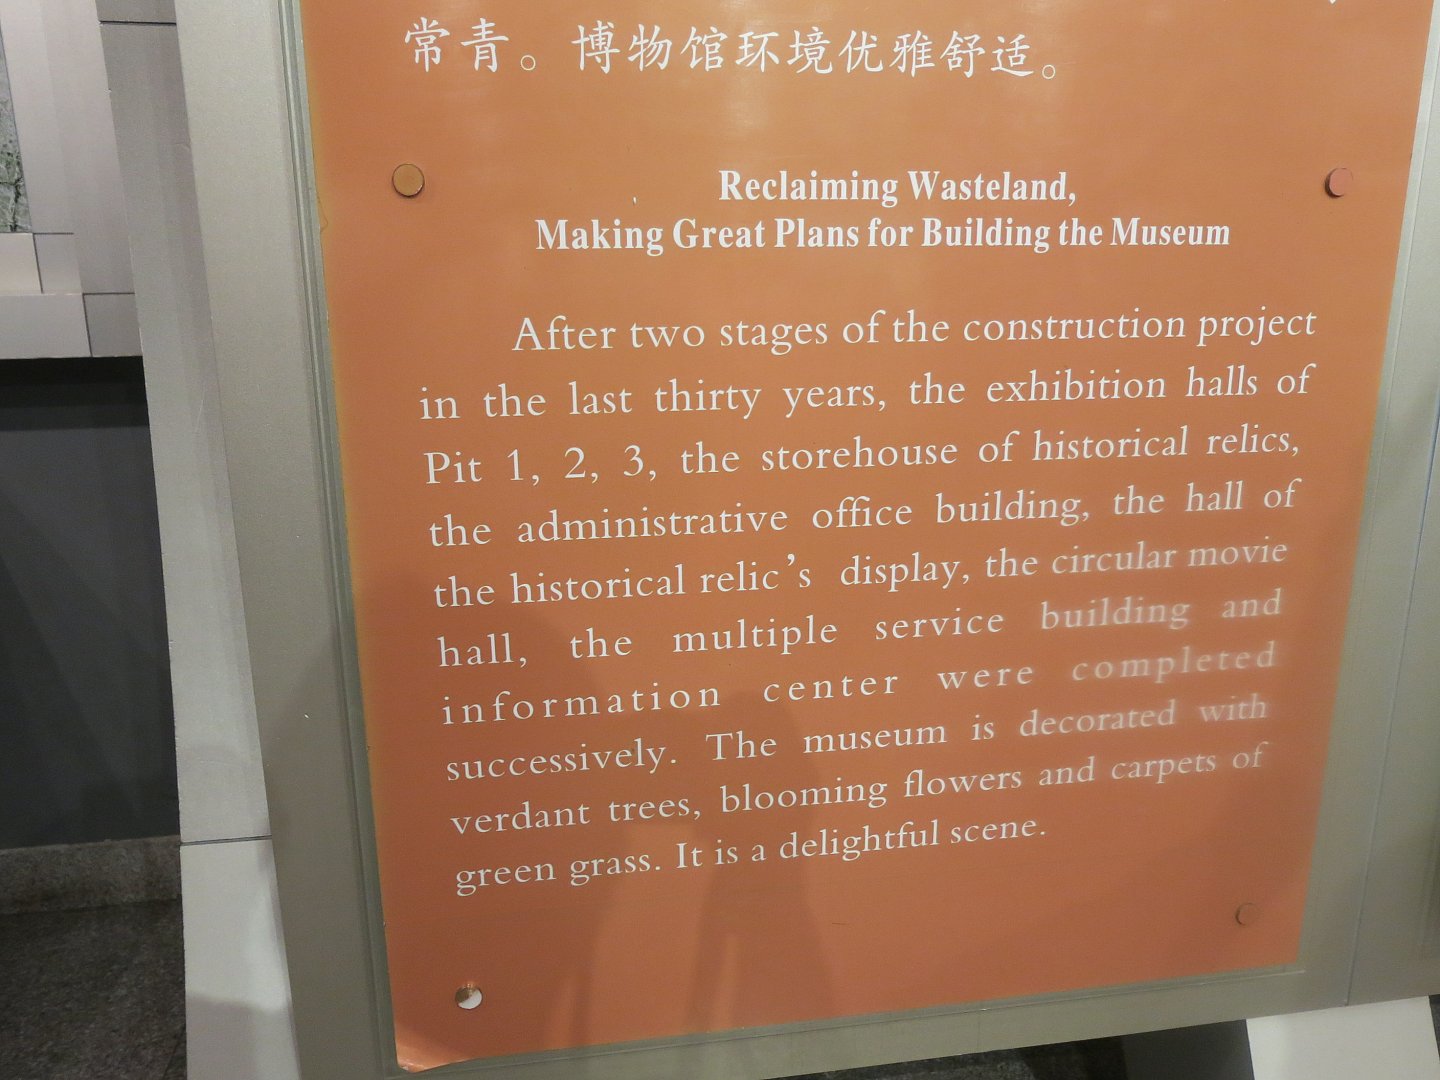 常青。博物馆环境优雅舒适。
Reclaiming Wasteland,
Making Great Plans for Building the Museum
After two stages of the construction project
in the last thirty years, the exhibition halls of
Pit 1, 2, 3, the storehouse of historical relics,
the administrative office building, the hall of
the historical relic’s display, the circular movie
hall, the multiple service building and
information center were completed
successively. The museum is decorated with
verdant trees, blooming flowers and carpets of
green grass. It is a delightful scene.